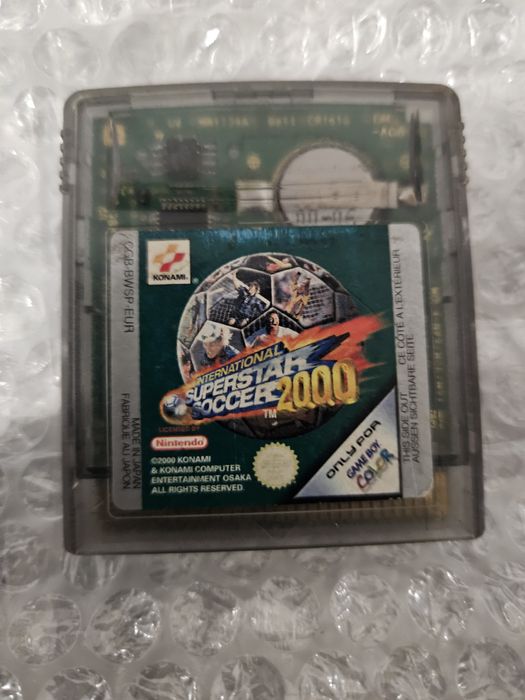 KONAMI
INTERNATIONAL
SUPERSTAR
SOCCER 2000
TM
LICENSED BY
Nintendo
©2000 KONAMI
& KONAMI COMPUTER
ENTERTAINMENT OSAKA
ALL RIGHTS RESERVED.
ONLY FOR
GAME BOY
COLOR
CGB-BWSP-EUR
MADE IN JAPAN
FABRIQUÉ AU JAPON
THIS SIDE OUT
CE CÔTÉ A L'EXTÉRIEUR
AUSSEN SICHTBARE SEITE